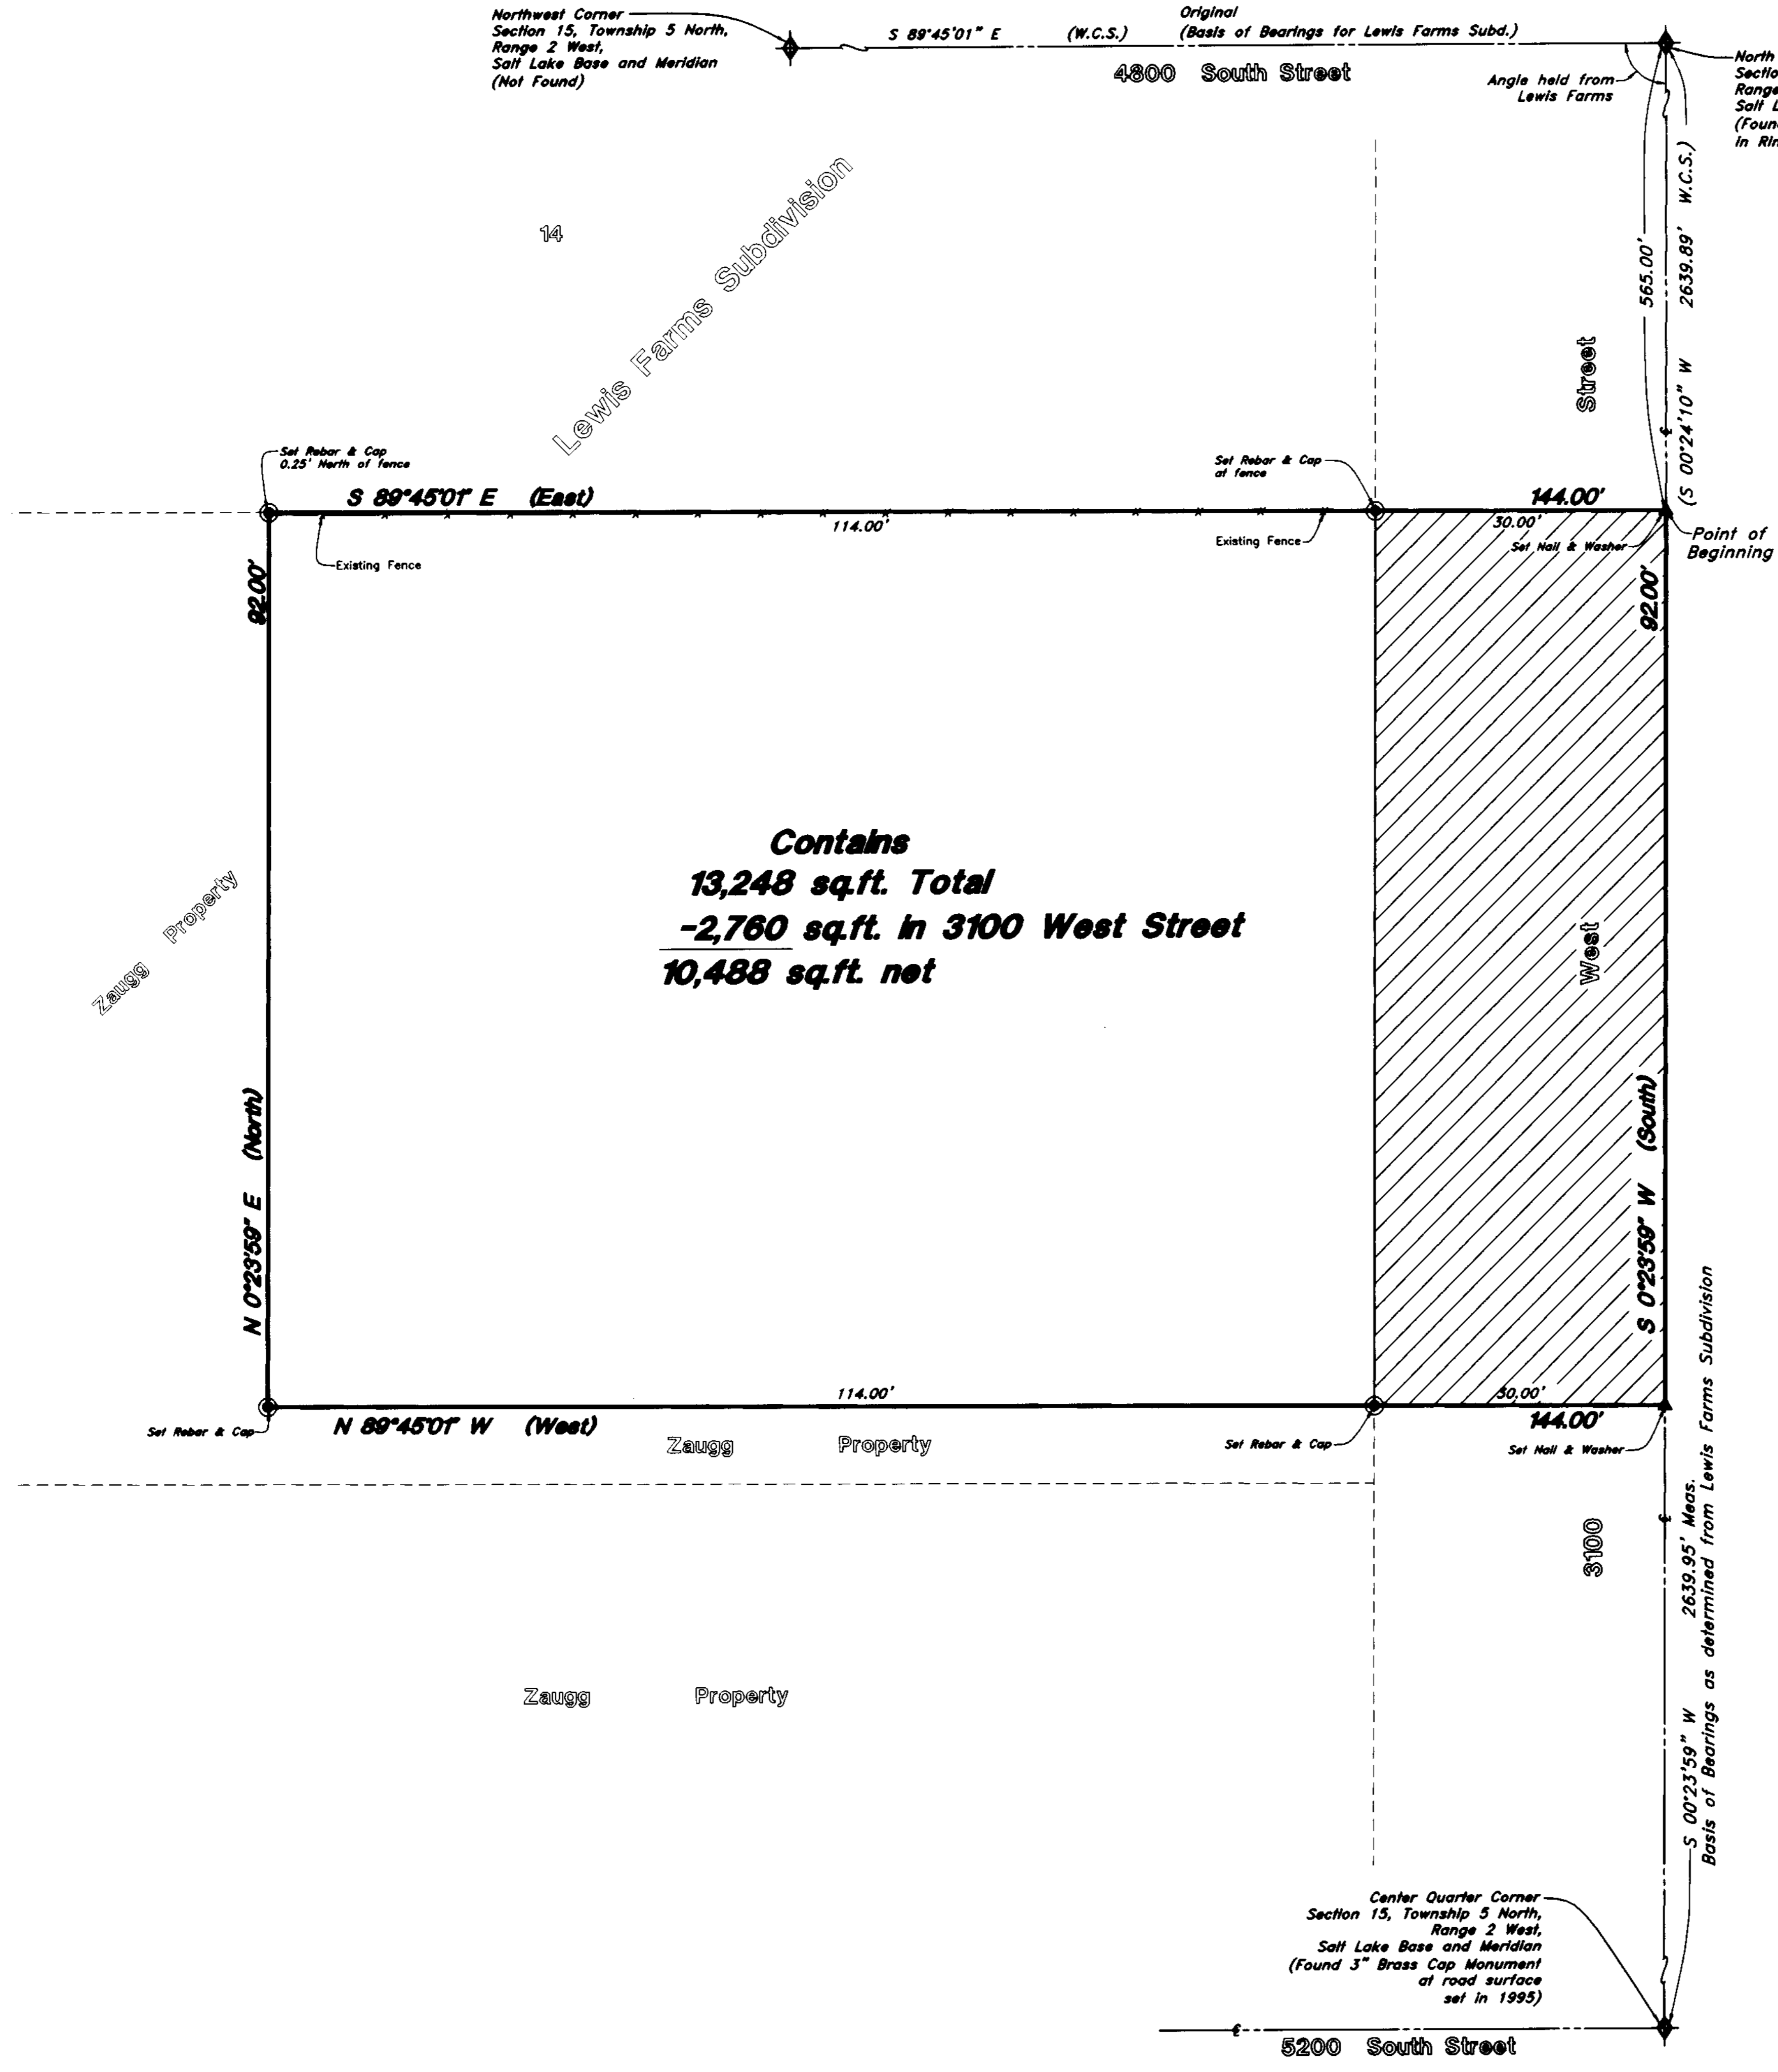 Northwest Corner
Section 15, Township 5 North,
Range 2 West,
Salt Lake Base and Meridian
(Not Found)
S 89°45'01" E (W.C.S.)
Original
(Basis of Bearings for Lewis Farms Subd.)
4800 South Street
Angle held from
Lewis Farms
North
Sectio
Range
Salt L
(Foun
in Rin
14
Lewis Farms Subdivision
565.00'
(S 00°24'10" W 2639.89' W.C.S.)
Street
Set Rebar & Cap
0.25' North of fence
Set Rebar & Cap
at fence
S 89°45'01" E (East)
144.00'
114.00'
30.00'
Existing Fence
Existing Fence
Set Nail & Washer
Point of
Beginning
92.00'
92.00'
Contains
13,248 sq.ft. Total
-2,760 sq.ft. in 3100 West Street
10,488 sq.ft. net
Zaugg Property
West
N 0°23'59" E (North)
S 0°23'59" W (South)
114.00'
30.00'
N 89°45'01" W (West)
144.00'
Set Rebar & Cap
Zaugg Property
Set Rebar & Cap
Set Nail & Washer
3100
S 00°23'59" W 2639.95' Meas.
Basis of Bearings as determined from Lewis Farms Subdivision
Zaugg Property
Center Quarter Corner
Section 15, Township 5 North,
Range 2 West,
Salt Lake Base and Meridian
(Found 3" Brass Cap Monument
at road surface
set in 1995)
5200 South Street